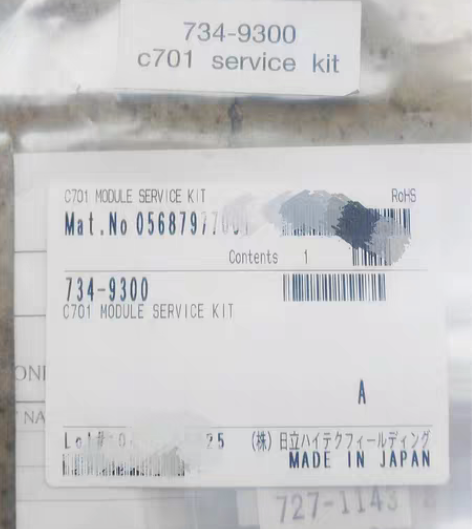 734-9300
c701 service kit
C701 MODULE SERVICE KIT
RoHS
Mat.No
Contents 1
734-9300
C701 MODULE SERVICE KIT
A
25
(株)日立ハイテクフィールディング
MADE IN JAPAN
727-1143